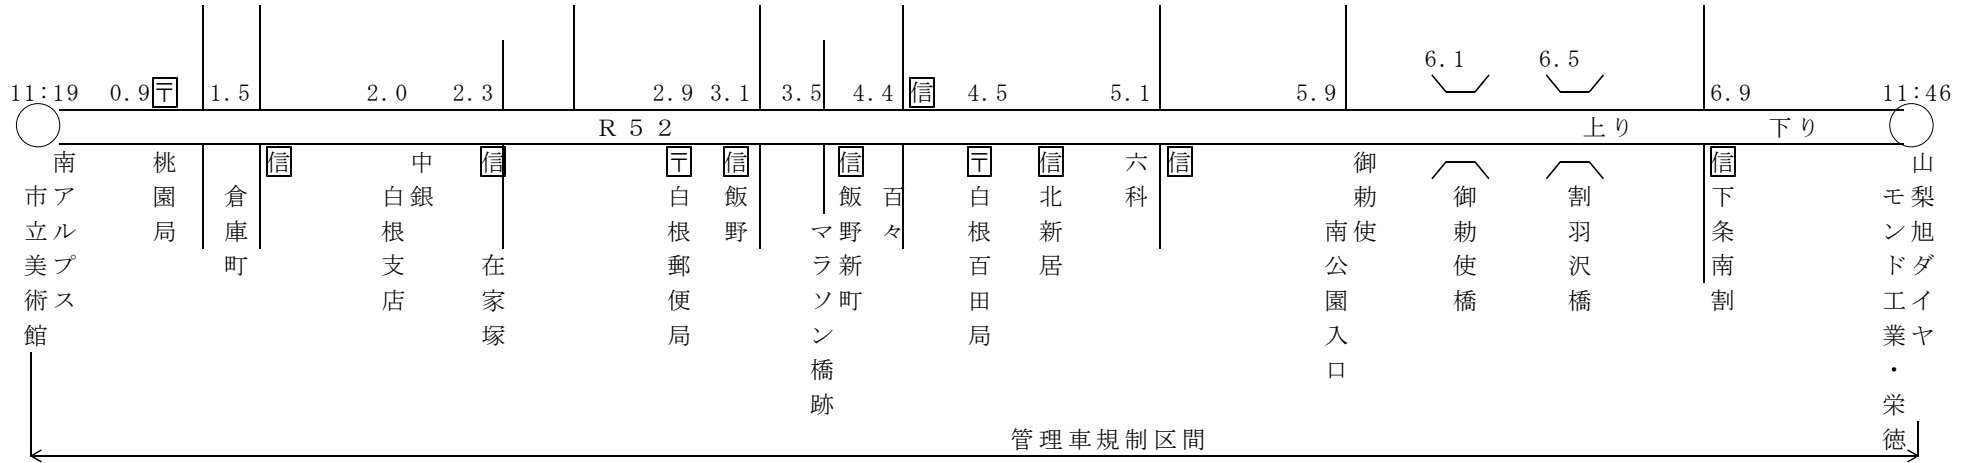 6.1
6.5
11:19
0.9
〒
1.5
2.0
2.3
2.9
3.1
3.5
4.4
信
4.5
5.1
5.9
6.9
11:46
R52
上り
下り
南アルプス
市立美術館
桃園局
倉庫町
信
中銀
白根支店
信
在家塚
〒
白根郵便局
信
飯野
マラソン橋跡
信
飯野新町
百々
〒
白根百田局
信
北新居
六科
信
御勅使
南公園入口
御勅使橋
割羽沢橋
信
下条南割
山梨旭ダイヤ
モンド工業・栄徳
管理車規制区間